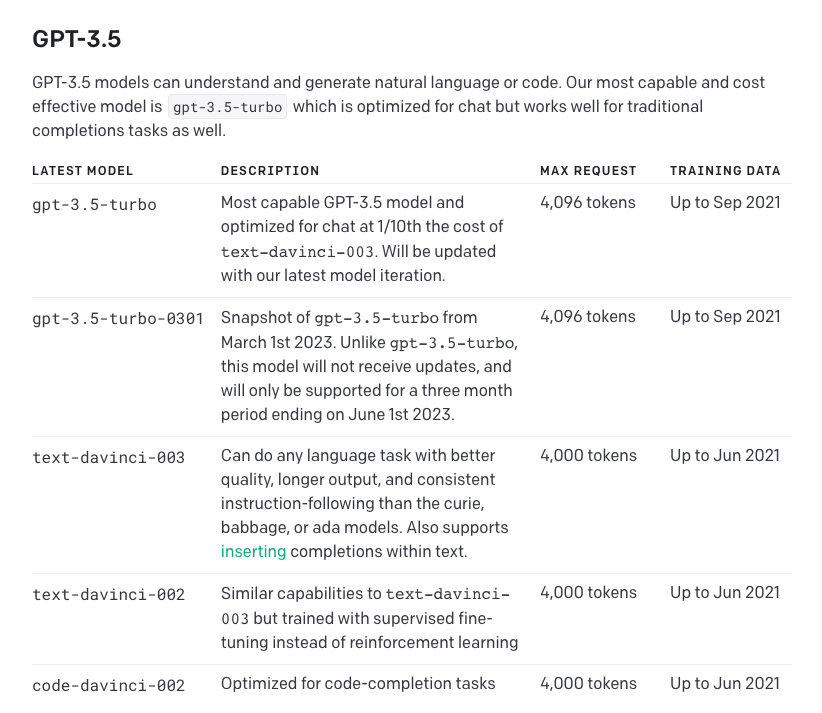 GPT-3.5
GPT-3.5 models can understand and generate natural language or code. Our most capable and cost
effective model is gpt-3.5-turbo which is optimized for chat but works well for traditional
completions tasks as well.
LATEST MODEL DESCRIPTION MAX REQUEST TRAINING DATA
gpt-3.5-turbo Most capable GPT-3.5 model and 4,096 tokens Up to Sep 2021
optimized for chat at 1/10th the cost of
text-davinci-003. Will be updated
with our latest model iteration.
gpt-3.5-turbo-0301 Snapshot of gpt-3.5-turbo from 4,096 tokens Up to Sep 2021
March 1st 2023. Unlike gpt-3.5-turbo,
this model will not receive updates, and
will only be supported for a three month
period ending on June 1st 2023.
text-davinci-003 Can do any language task with better 4,000 tokens Up to Jun 2021
quality, longer output, and consistent
instruction-following than the curie,
babbage, or ada models. Also supports
inserting completions within text.
text-davinci-002 Similar capabilities to text-davinci- 4,000 tokens Up to Jun 2021
003 but trained with supervised fine-
tuning instead of reinforcement learning
code-davinci-002 Optimized for code-completion tasks 4,000 tokens Up to Jun 2021